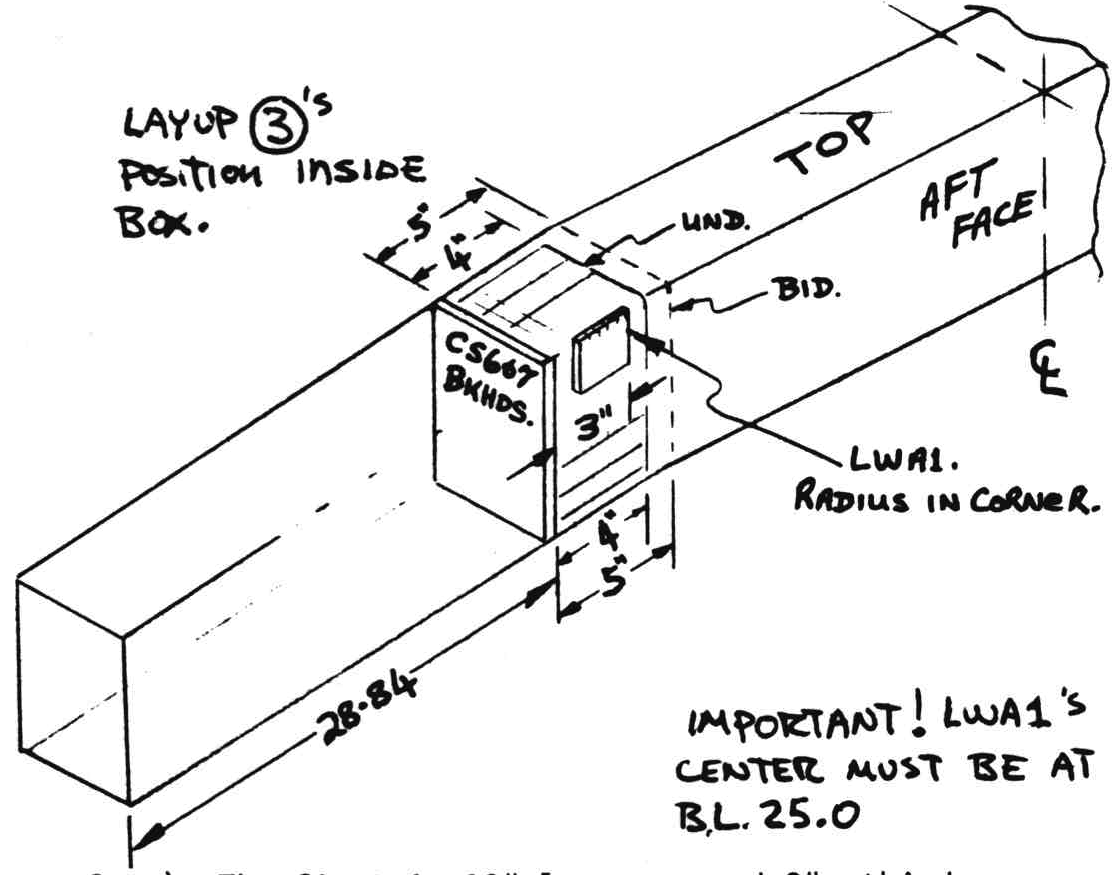 LAYUP 3's
POSITION INSIDE
BOX.
TOP
AFT
FACE
5"
4"
UND.
BID.
CS667
BKHDS.
3"
℄
LWA1.
RADIUS IN CORNER.
4"
5"
28.84
IMPORTANT! LWA1's
CENTER MUST BE AT
B.L. 25.0